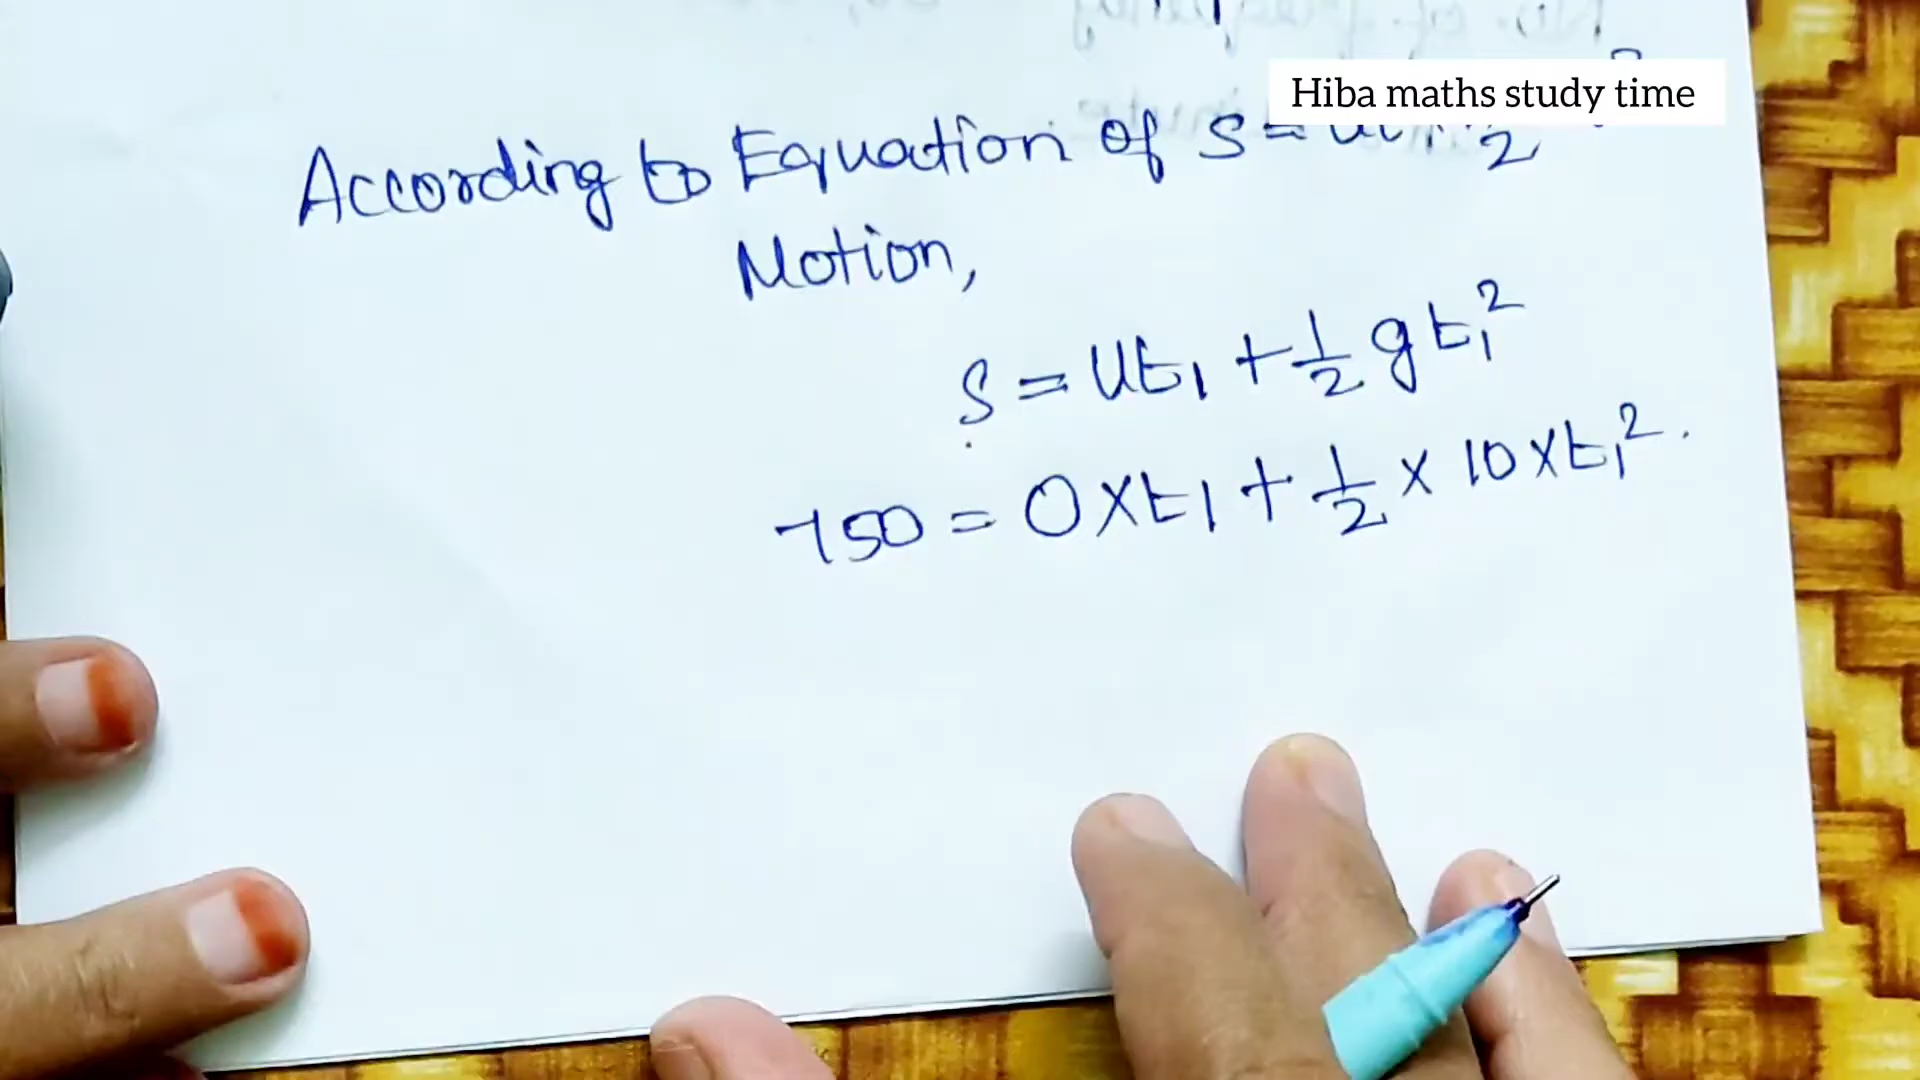 Hiba maths study time
According to Equation of S =
Motion,
S = ut₁ + 1/2 gt₁²
150 = 0 × t₁ + 1/2 × 10 × t₁²